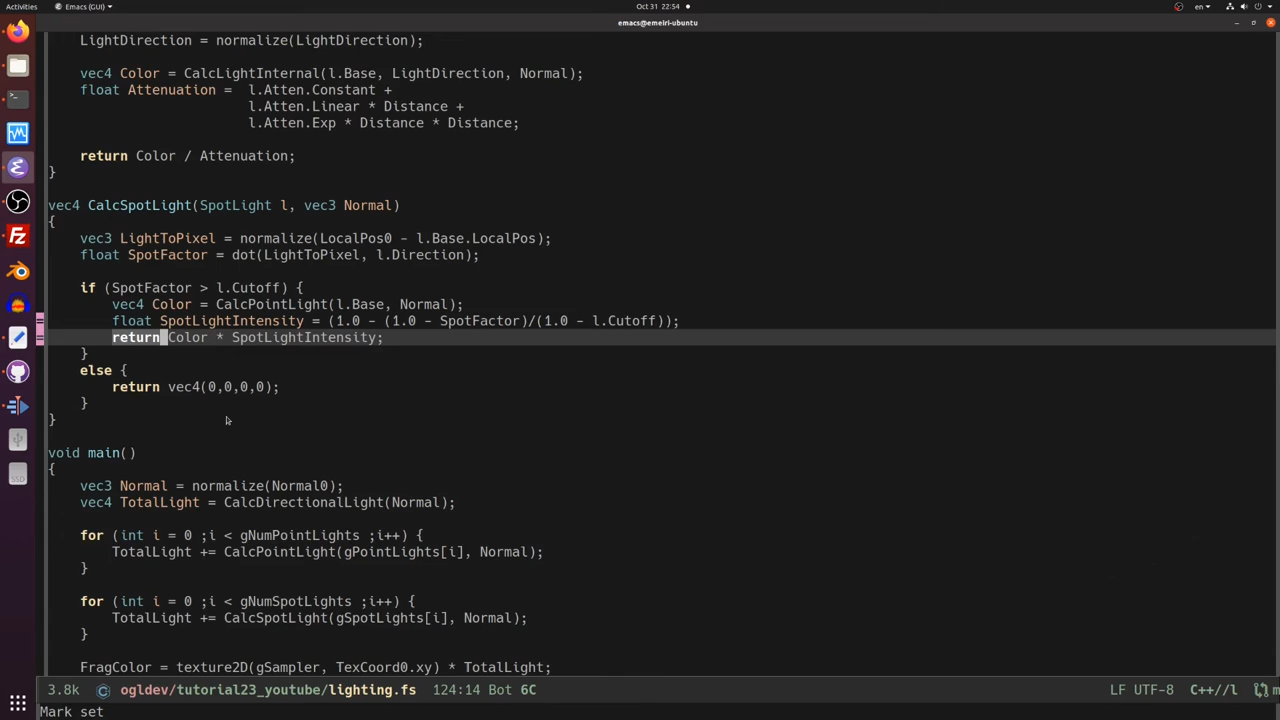 Activities Emacs (GUI) Oct 31 22:54 en
emacs@emeiri-ubuntu
LightDirection = normalize(LightDirection);
vec4 Color = CalcLightInternal(l.Base, LightDirection, Normal);
float Attenuation =  l.Atten.Constant +
l.Atten.Linear * Distance +
l.Atten.Exp * Distance * Distance;
return Color / Attenuation;
}
vec4 CalcSpotLight(SpotLight l, vec3 Normal)
{
vec3 LightToPixel = normalize(LocalPos0 - l.Base.LocalPos);
float SpotFactor = dot(LightToPixel, l.Direction);
if (SpotFactor > l.Cutoff) {
vec4 Color = CalcPointLight(l.Base, Normal);
float SpotLightIntensity = (1.0 - (1.0 - SpotFactor)/(1.0 - l.Cutoff));
return Color * SpotLightIntensity;
}
else {
return vec4(0,0,0,0);
}
}
void main()
{
vec3 Normal = normalize(Normal0);
vec4 TotalLight = CalcDirectionalLight(Normal);
for (int i = 0 ;i < gNumPointLights ;i++) {
TotalLight += CalcPointLight(gPointLights[i], Normal);
}
for (int i = 0 ;i < gNumSpotLights ;i++) {
TotalLight += CalcSpotLight(gSpotLights[i], Normal);
}
FragColor = texture2D(gSampler, TexCoord0.xy) * TotalLight;
3.8k ogldev/tutorial23_youtube/lighting.fs 124:14 Bot 6C LF UTF-8 C++//l
Mark set